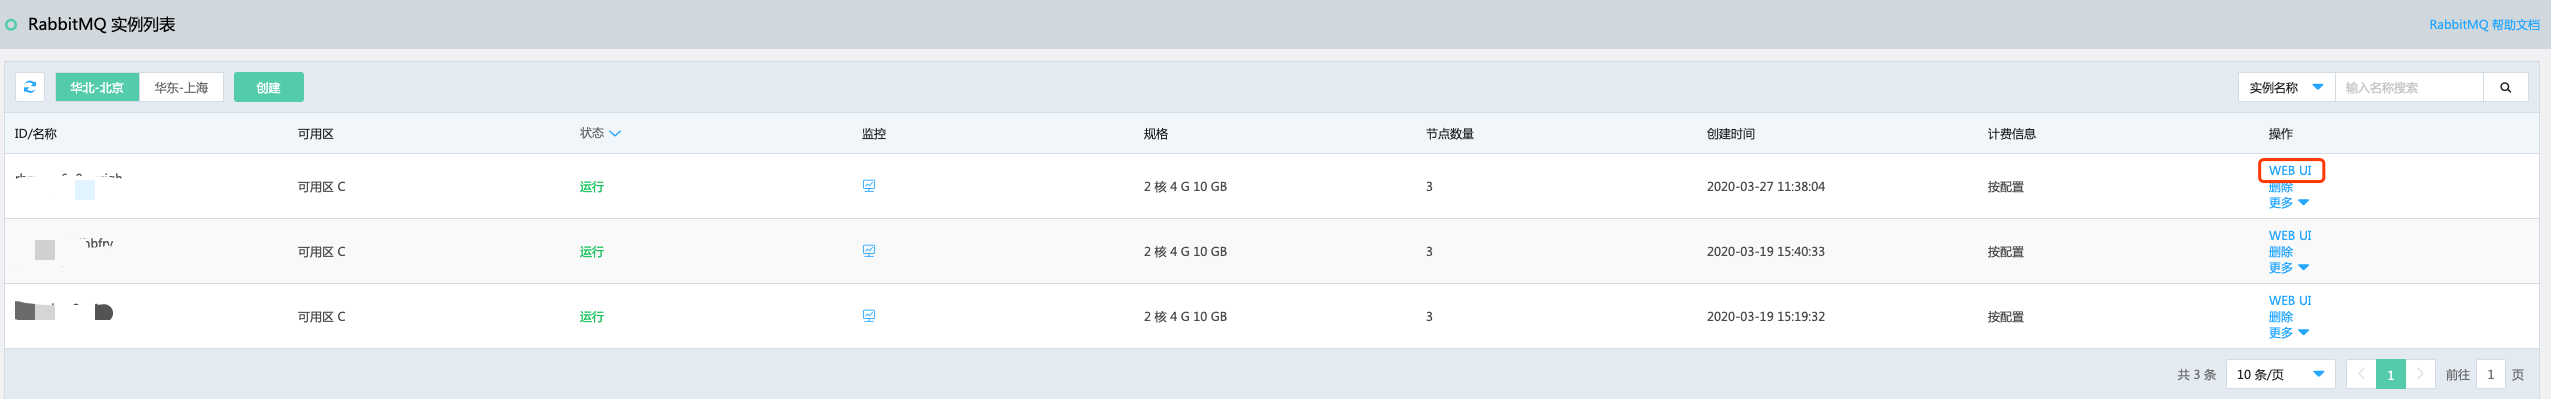 RabbitMQ 实例列表 RabbitMQ 帮助文档
华北-北京 华东-上海 创建 实例名称 输入名称搜索
ID/名称 可用区 状态 监控 规格 节点数量 创建时间 计费信息 操作
可用区 C 运行 2 核 4 G 10 GB 3 2020-03-27 11:38:04 按配置 WEB UI
删除
更多
可用区 C 运行 2 核 4 G 10 GB 3 2020-03-19 15:40:33 按配置 WEB UI
删除
更多
可用区 C 运行 2 核 4 G 10 GB 3 2020-03-19 15:19:32 按配置 WEB UI
删除
更多
共 3 条 10 条/页 1 前往 1 页